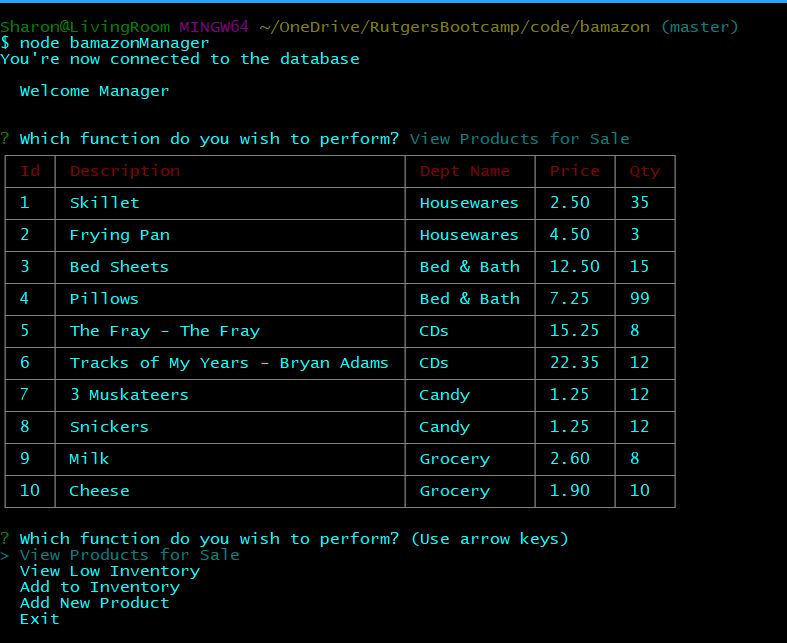 Sharon@LivingRoom MINGW64 ~/OneDrive/RutgersBootcamp/code/bamazon (master)
$ node bamazonManager
You're now connected to the database
Welcome Manager
? Which function do you wish to perform? View Products for Sale
Id Description Dept Name Price Qty
1 Skillet Housewares 2.50 35
2 Frying Pan Housewares 4.50 3
3 Bed Sheets Bed & Bath 12.50 15
4 Pillows Bed & Bath 7.25 99
5 The Fray - The Fray CDs 15.25 8
6 Tracks of My Years - Bryan Adams CDs 22.35 12
7 3 Muskateers Candy 1.25 12
8 Snickers Candy 1.25 12
9 Milk Grocery 2.60 8
10 Cheese Grocery 1.90 10
? Which function do you wish to perform? (Use arrow keys)
> View Products for Sale
View Low Inventory
Add to Inventory
Add New Product
Exit